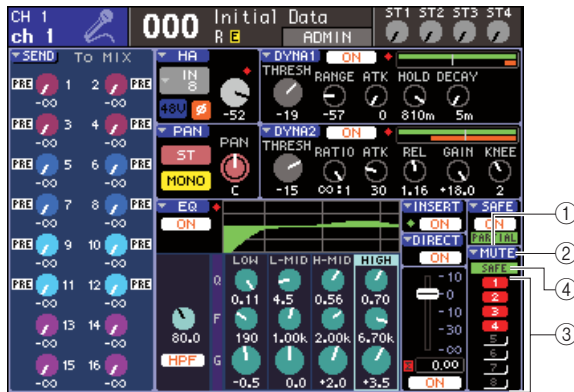 CH 1
ch 1
000
Initial Data
R E
ADMIN
ST1 ST2 ST3 ST4
SEND TO MIX
PRE 1 2 PRE
-∞ -∞
PRE 3 4 PRE
-∞ -∞
PRE 5 6 PRE
-∞ -∞
PRE 7 8 PRE
-∞ -∞
PRE 9 10 PRE
-∞ -∞
PRE 11 12 PRE
-∞ -∞
13 14
-∞ -∞
15 16
-∞ -∞
HA
IN
8
48V ø
-52
PAN
ST
MONO
PAN
C
DYNA1 ON
THRESH RANGE ATK HOLD DECAY
-19 -57 0 810m 5m
DYNA2 ON
THRESH RATIO ATK REL GAIN KNEE
-15 ∞:1 30 1.16 +18.0 2
EQ
ON
LOW L-MID H-MID HIGH
Q
0.11 4.5 0.56 0.70
F
80.0 190 1.00k 2.00k 6.70k
HPF
G
-0.5 0.0 +2.0 +3.5
INSERT
ON
DIRECT
ON
10
0
-10
-30
-∞
0.00
ON
SAFE
ON
PARTIAL
MUTE
SAFE
1
2
3
4
5
6
7
8
①
②
④
③